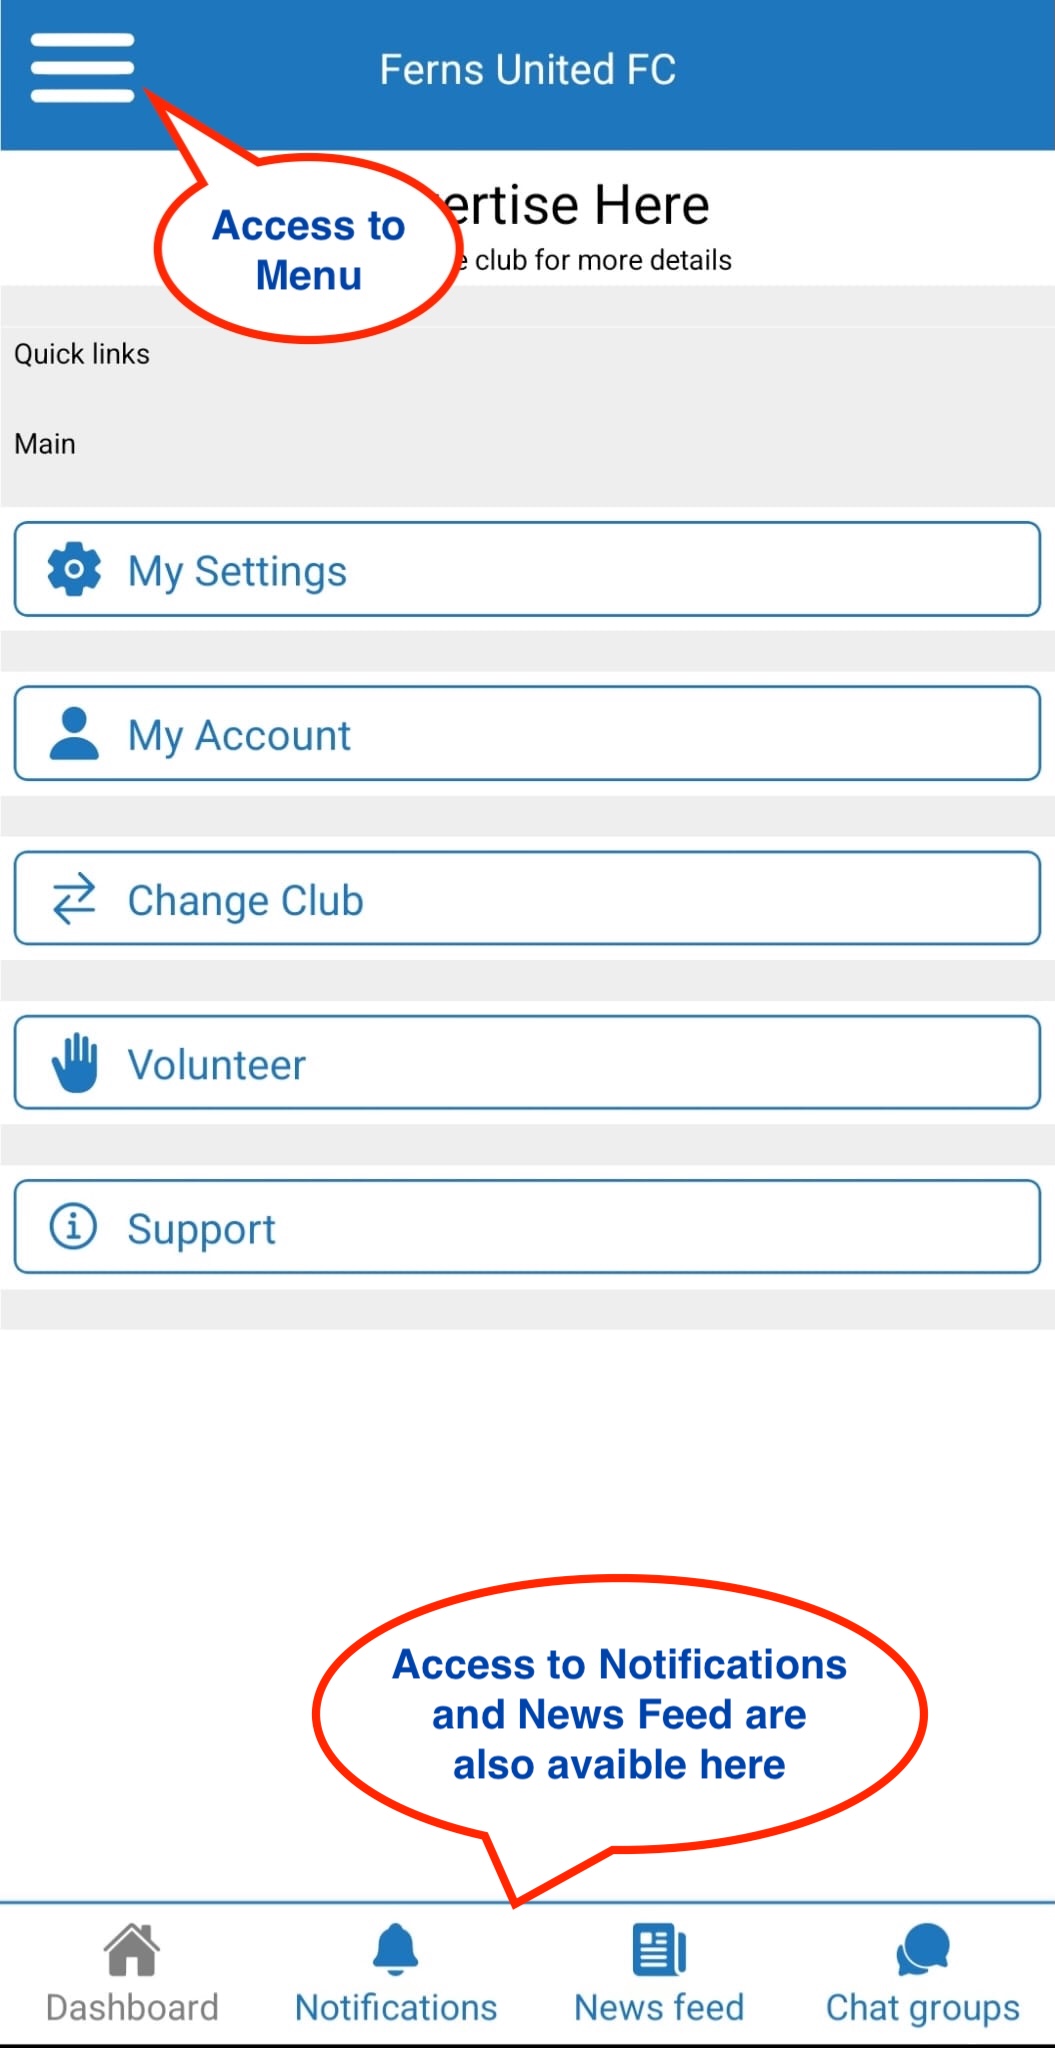 Ferns United FC
ertise Here
club for more details
Access to
Menu
Quick links
Main
My Settings
My Account
Change Club
Volunteer
Support
Access to Notifications
and News Feed are
also avaible here
Dashboard
Notifications
News feed
Chat groups